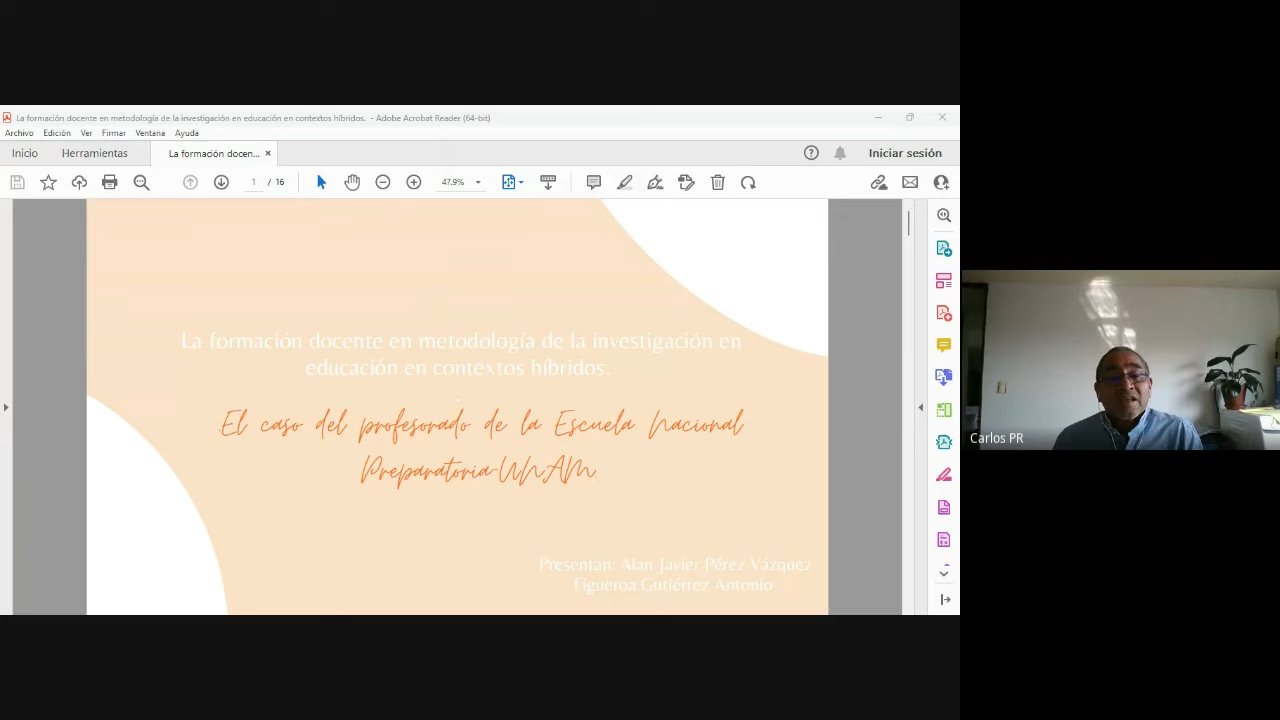 La formación docente en metodología de la investigación en educación en contextos híbridos. - Adobe Acrobat Reader (64-bit)
Archivo Edición Ver Firmar Ventana Ayuda
Inicio Herramientas La formación docen... × Iniciar sesión
1 / 16 47.9%
La formación docente en metodología de la investigación en
educación en contextos híbridos.
El caso del profesorado de la Escuela Nacional
Preparatoria-UNAM.
Presentan: Alan Javier Pérez Vázquez
Figueroa Gutiérrez Antonio
Carlos PR